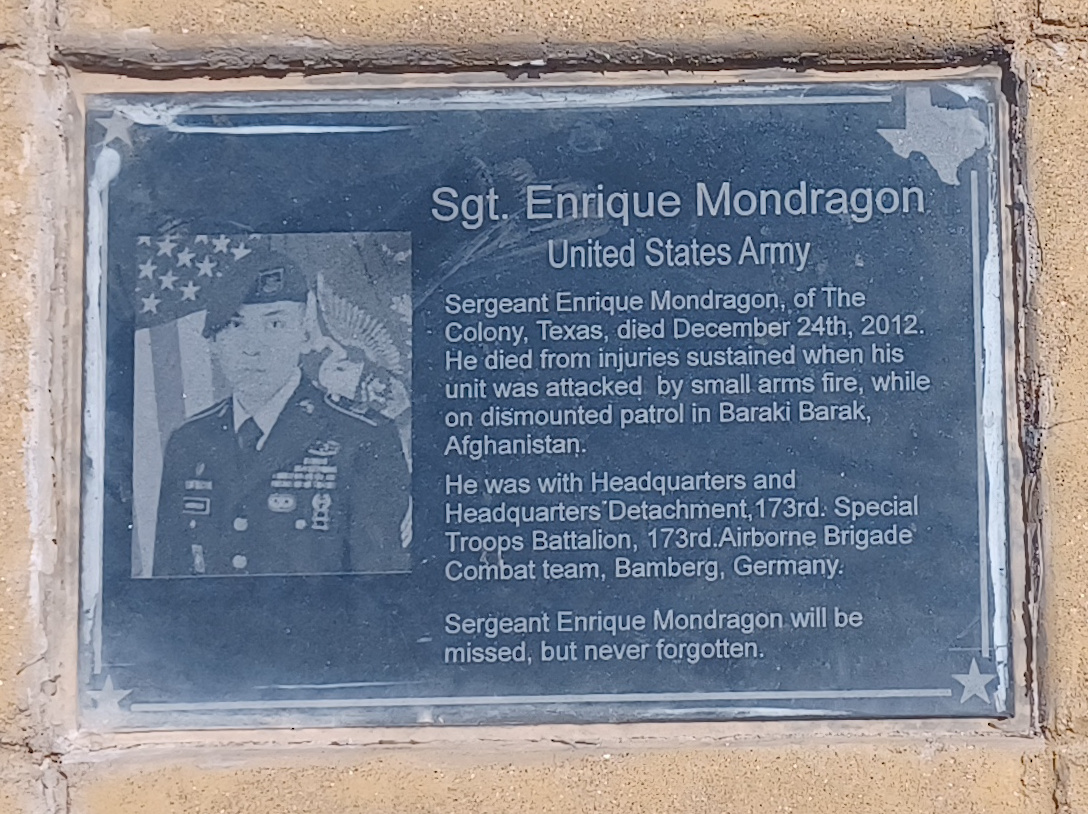 Sgt. Enrique Mondragon
United States Army
Sergeant Enrique Mondragon, of The
Colony, Texas, died December 24th, 2012.
He died from injuries sustained when his
unit was attacked by small arms fire, while
on dismounted patrol in Baraki Barak,
Afghanistan.
He was with Headquarters and
Headquarters Detachment,173rd. Special
Troops Battalion, 173rd.Airborne Brigade
Combat team, Bamberg, Germany.
Sergeant Enrique Mondragon will be
missed, but never forgotten.